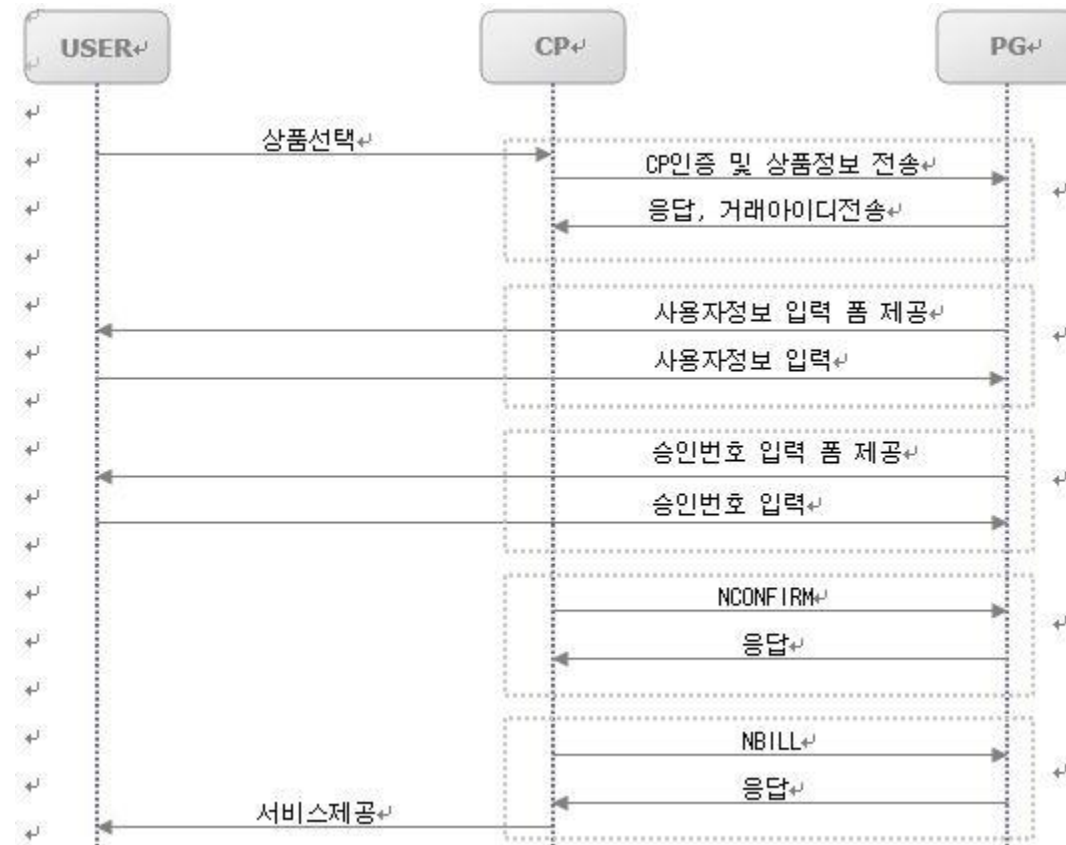 USER CP PG
상품선택
CP인증 및 상품정보 전송
응답, 거래아이디전송
사용자정보 입력 폼 제공
사용자정보 입력
승인번호 입력 폼 제공
승인번호 입력
NCONFIRM
응답
NBILL
응답
서비스제공